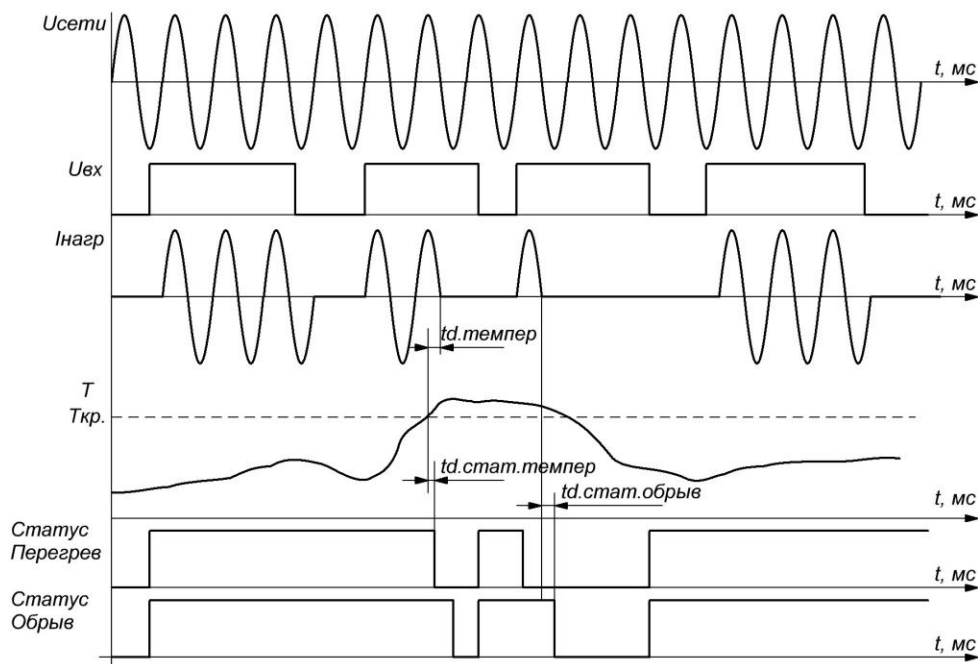 Uсети
t, мс
Uвх
t, мс
Iнагр
t, мс
td.темпер
T
Tкр.
td.стат.темпер
td.стат.обрыв
t, мс
Статус
Перегрев
t, мс
Статус
Обрыв
t, мс